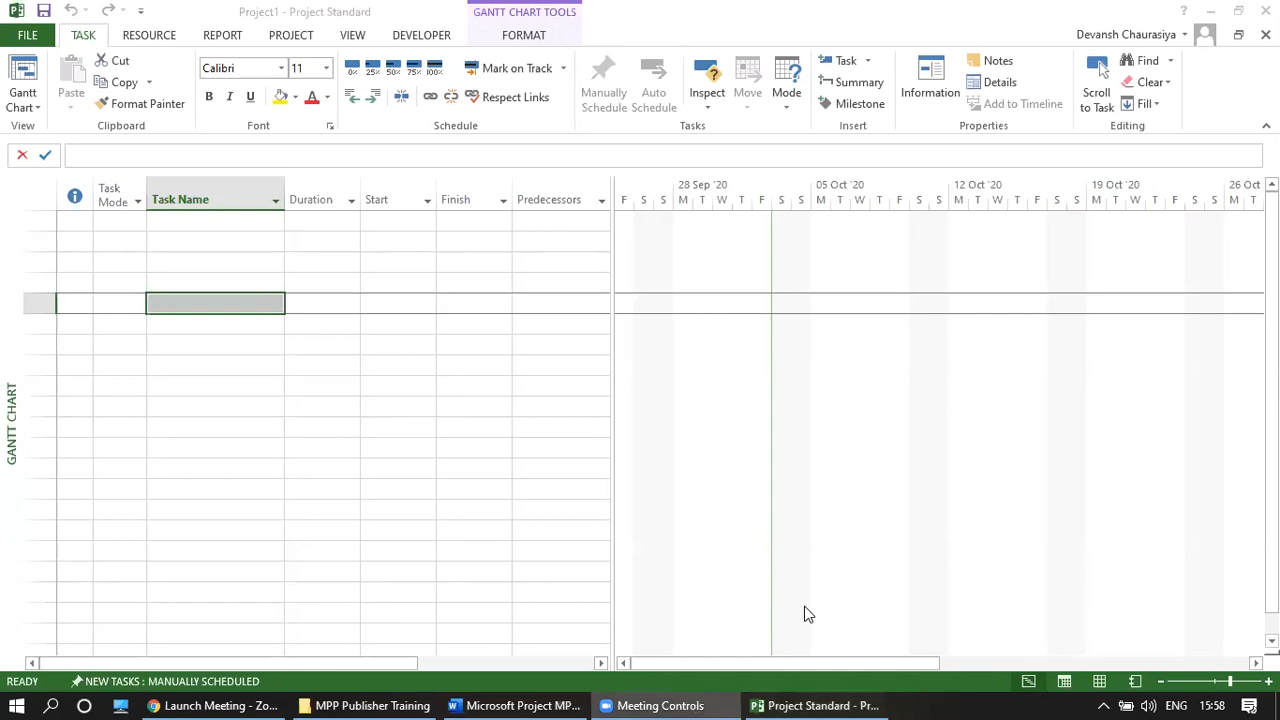 Project1 - Project Standard
GANTT CHART TOOLS
FILE TASK RESOURCE REPORT PROJECT VIEW DEVELOPER FORMAT
Devansh Chaurasiya
Gantt Chart
View
Paste
Cut
Copy
Format Painter
Clipboard
Calibri 11
B I U A
Font
0% 25% 50% 75% 100%
Mark on Track
Respect Links
Schedule
Manually Schedule
Auto Schedule
Inspect
Move
Mode
Tasks
Task
Summary
Milestone
Insert
Information
Notes
Details
Add to Timeline
Properties
Scroll to Task
Find
Clear
Fill
Editing
Task Mode
Task Name
Duration
Start
Finish
Predecessors
28 Sep '20 05 Oct '20 12 Oct '20 19 Oct '20 26 Oct
F S S M T W T F S S M T W T F S S M T W T F S S M T W T F S S M T
GANTT CHART
READY NEW TASKS : MANUALLY SCHEDULED
Launch Meeting - Zo...
MPP Publisher Training
Microsoft Project MP...
Meeting Controls
Project Standard - Pr...
ENG 15:58